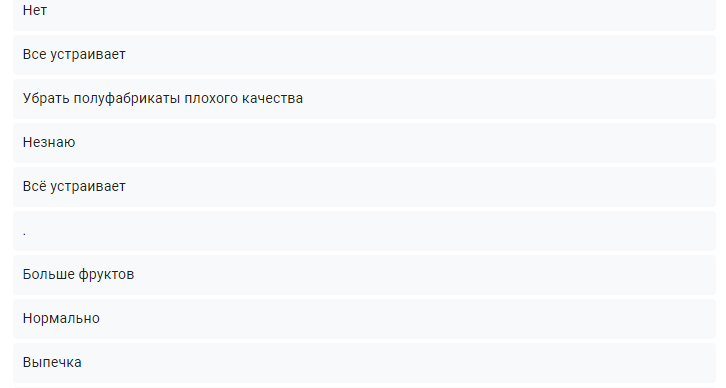 Нет
Все устраивает
Убрать полуфабрикаты плохого качества
Незнаю
Всё устраивает
.
Больше фруктов
Нормально
Выпечка